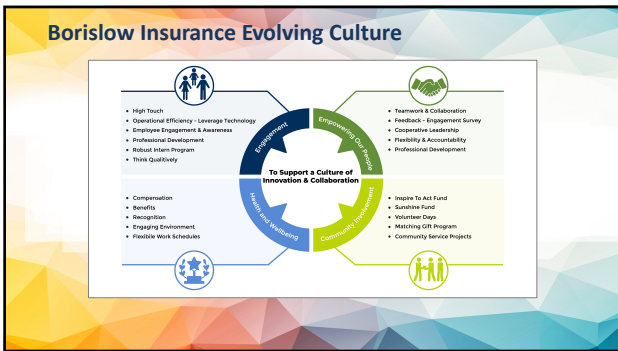 Borislow Insurance Evolving Culture
• High Touch
• Operational Efficiency - Leverage Technology
• Employee Engagement & Awareness
• Professional Development
• Robust Intern Program
• Think Qualitively
Engagement
Empowering Our People
• Teamwork & Collaboration
• Feedback - Engagement Survey
• Cooperative Leadership
• Flexibility & Accountability
• Professional Development
To Support a Culture of
Innovation & Collaboration
• Compensation
• Benefits
• Recognition
• Engaging Environment
• Flexibile Work Schedules
Health and Wellbeing
Community Involvement
• Inspire To Act Fund
• Sunshine Fund
• Volunteer Days
• Matching Gift Program
• Community Service Projects